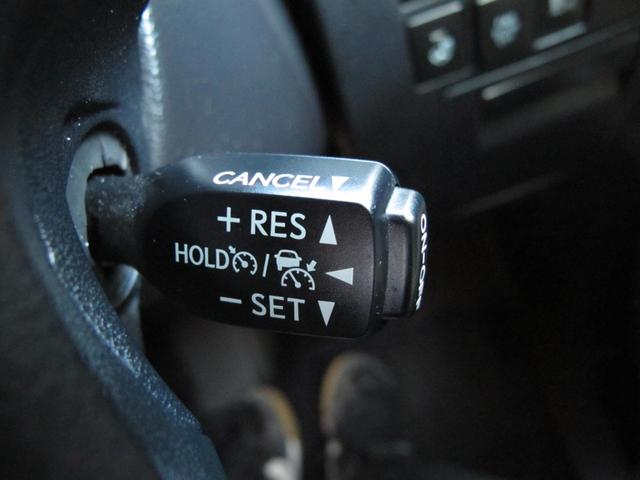 CANCEL
+ RES
HOLD /
- SET
ON-OFF